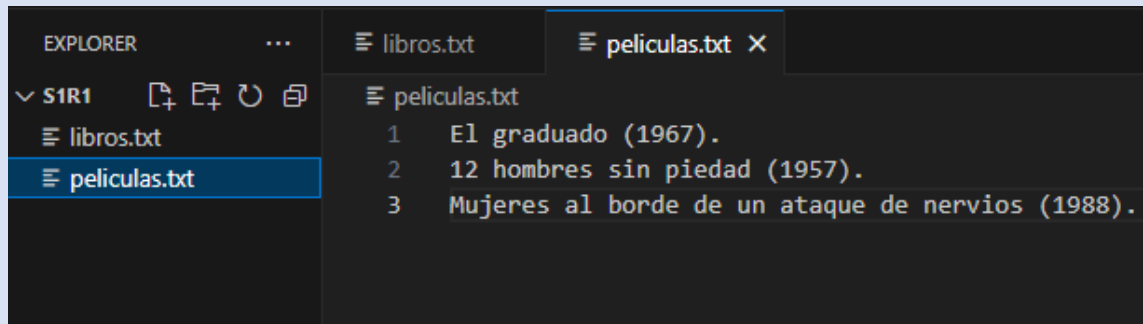 EXPLORER ...
S1R1
libros.txt
peliculas.txt
libros.txt peliculas.txt
peliculas.txt
1 El graduado (1967).
2 12 hombres sin piedad (1957).
3 Mujeres al borde de un ataque de nervios (1988).